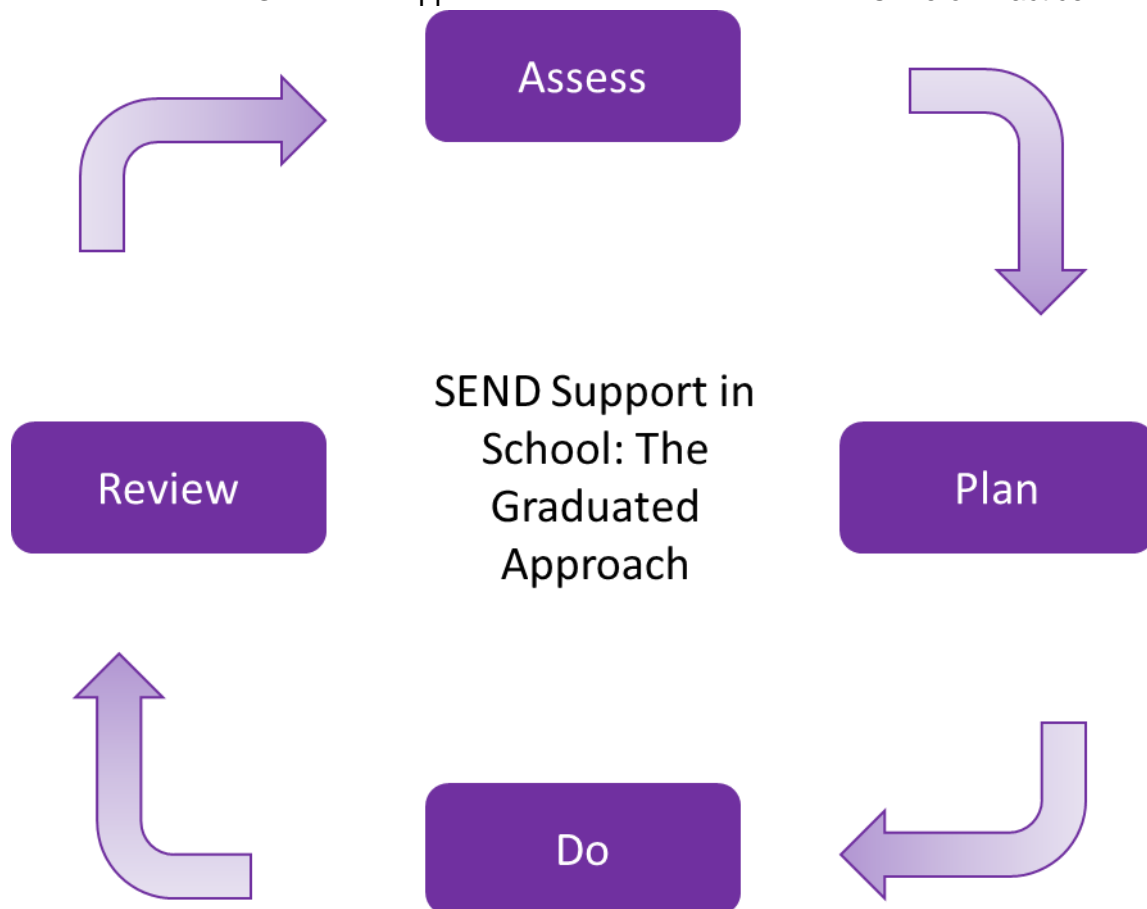 Assess
SEND Support in
School: The
Graduated
Approach
Review
Plan
Do